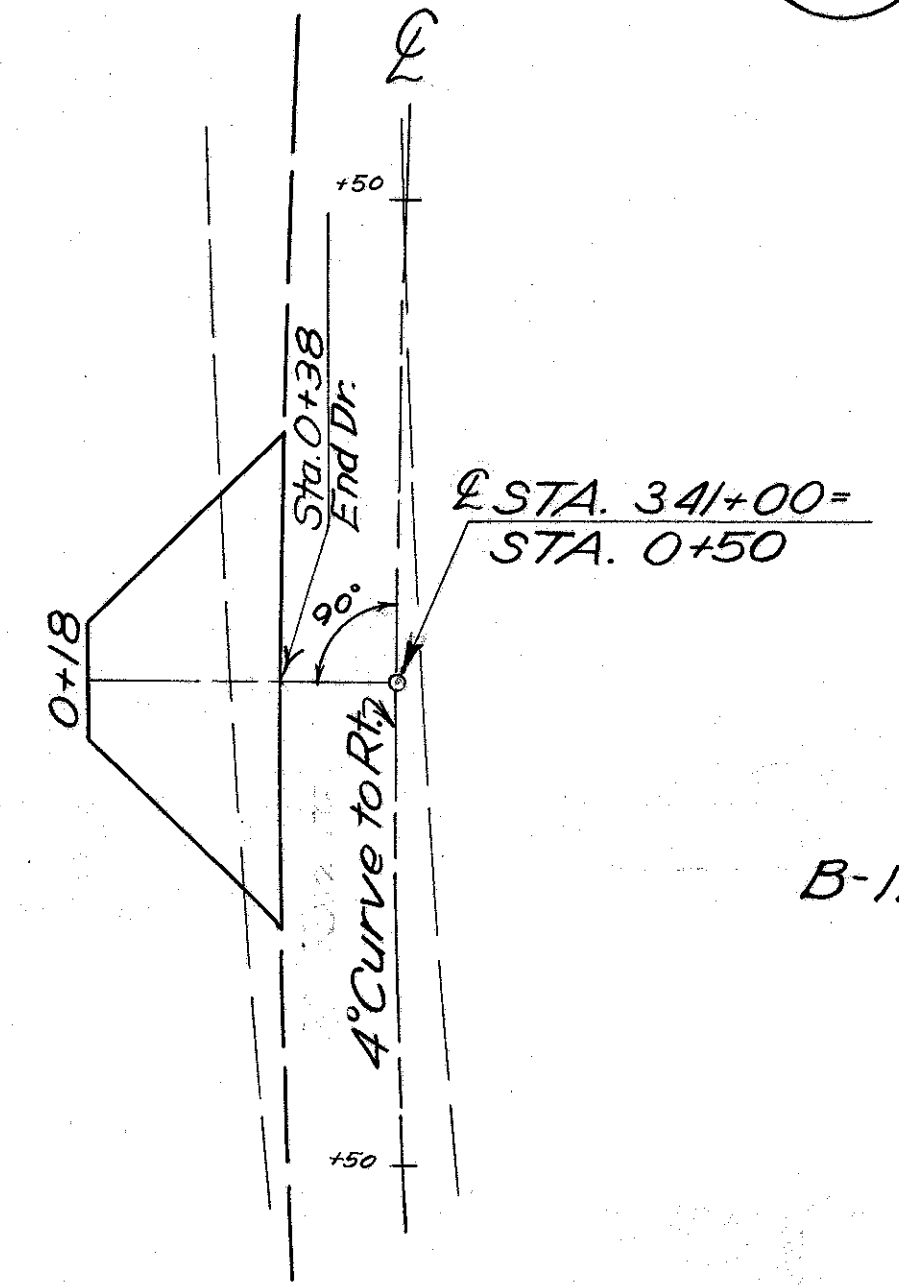 ℄
+50
Sta. 0+38
End Dr.
℄ STA. 341+00=
STA. 0+50
90°
0+18
4° Curve to Rt.
B-1
+50